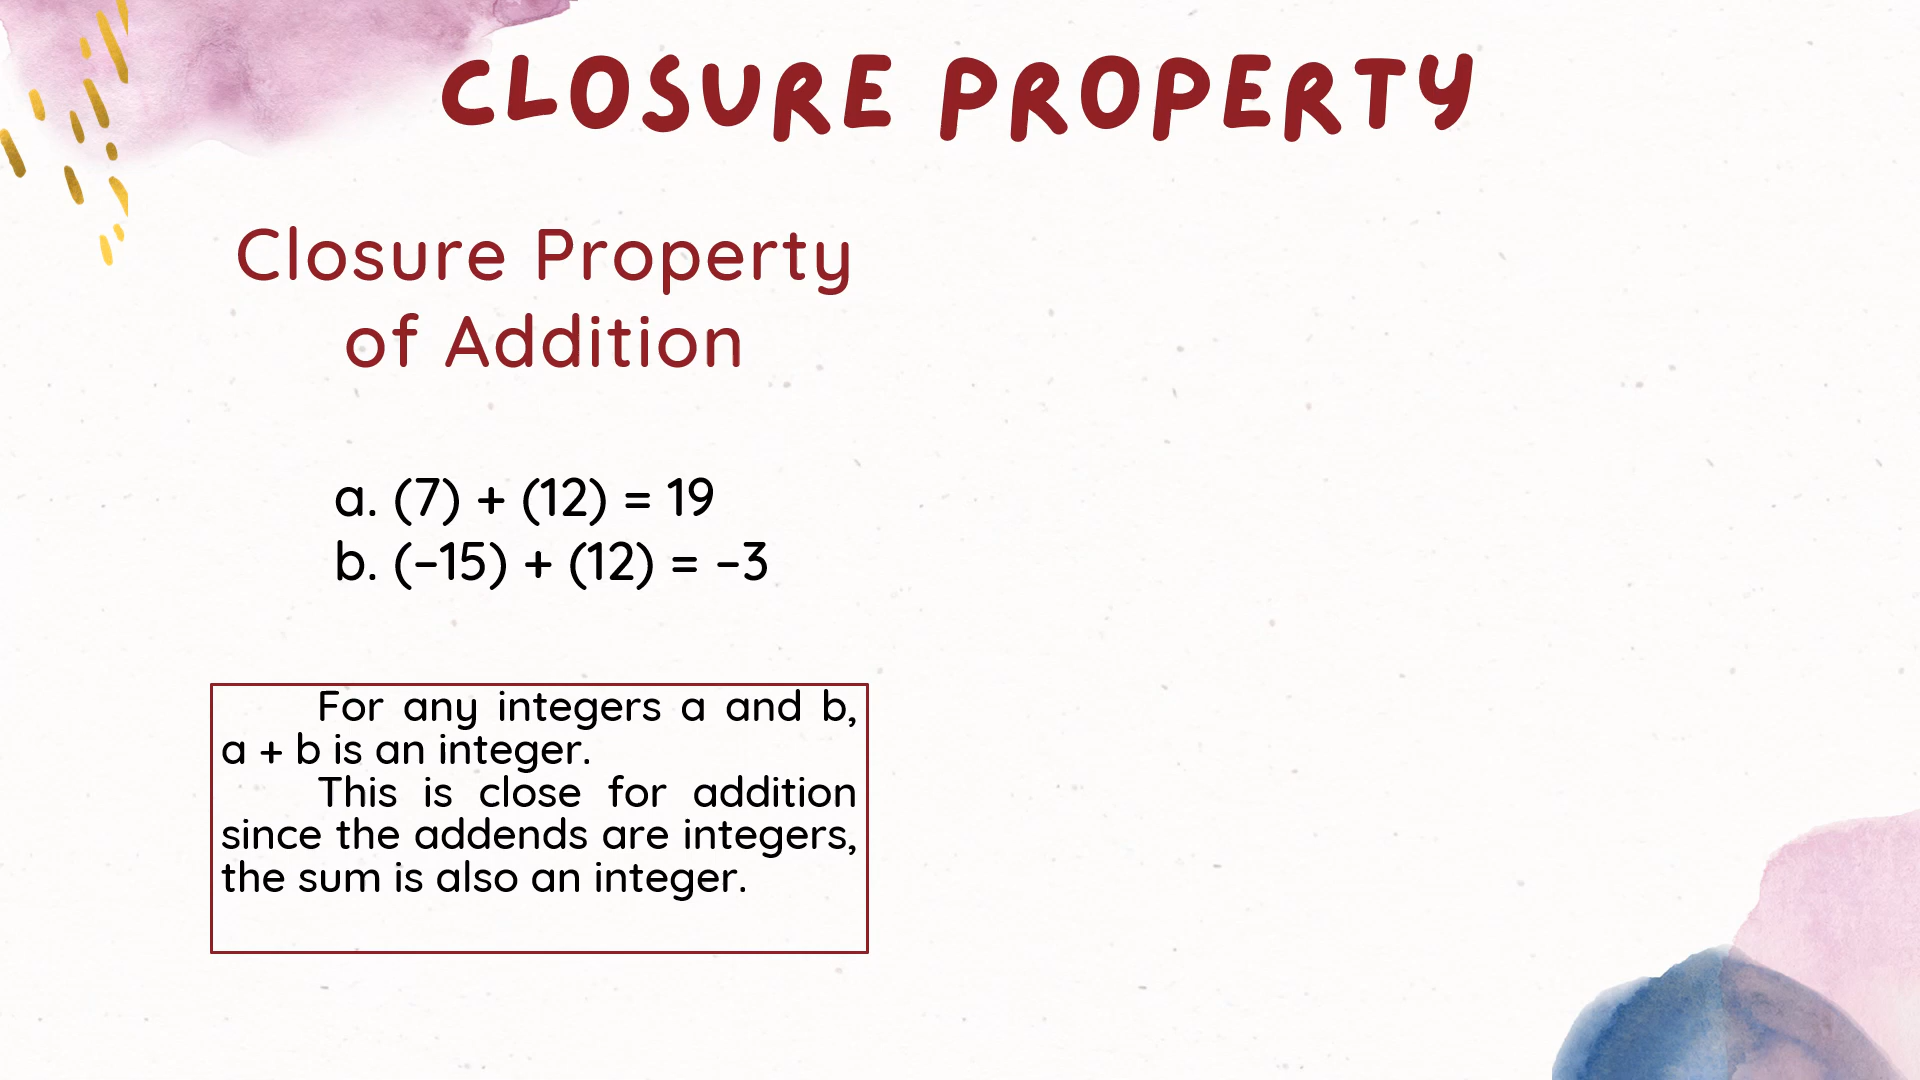 CLOSURE PROPERTY
Closure Property
of Addition
a. (7) + (12) = 19
b. (-15) + (12) = -3
For any integers a and b,
a + b is an integer.
This is close for addition
since the addends are integers,
the sum is also an integer.